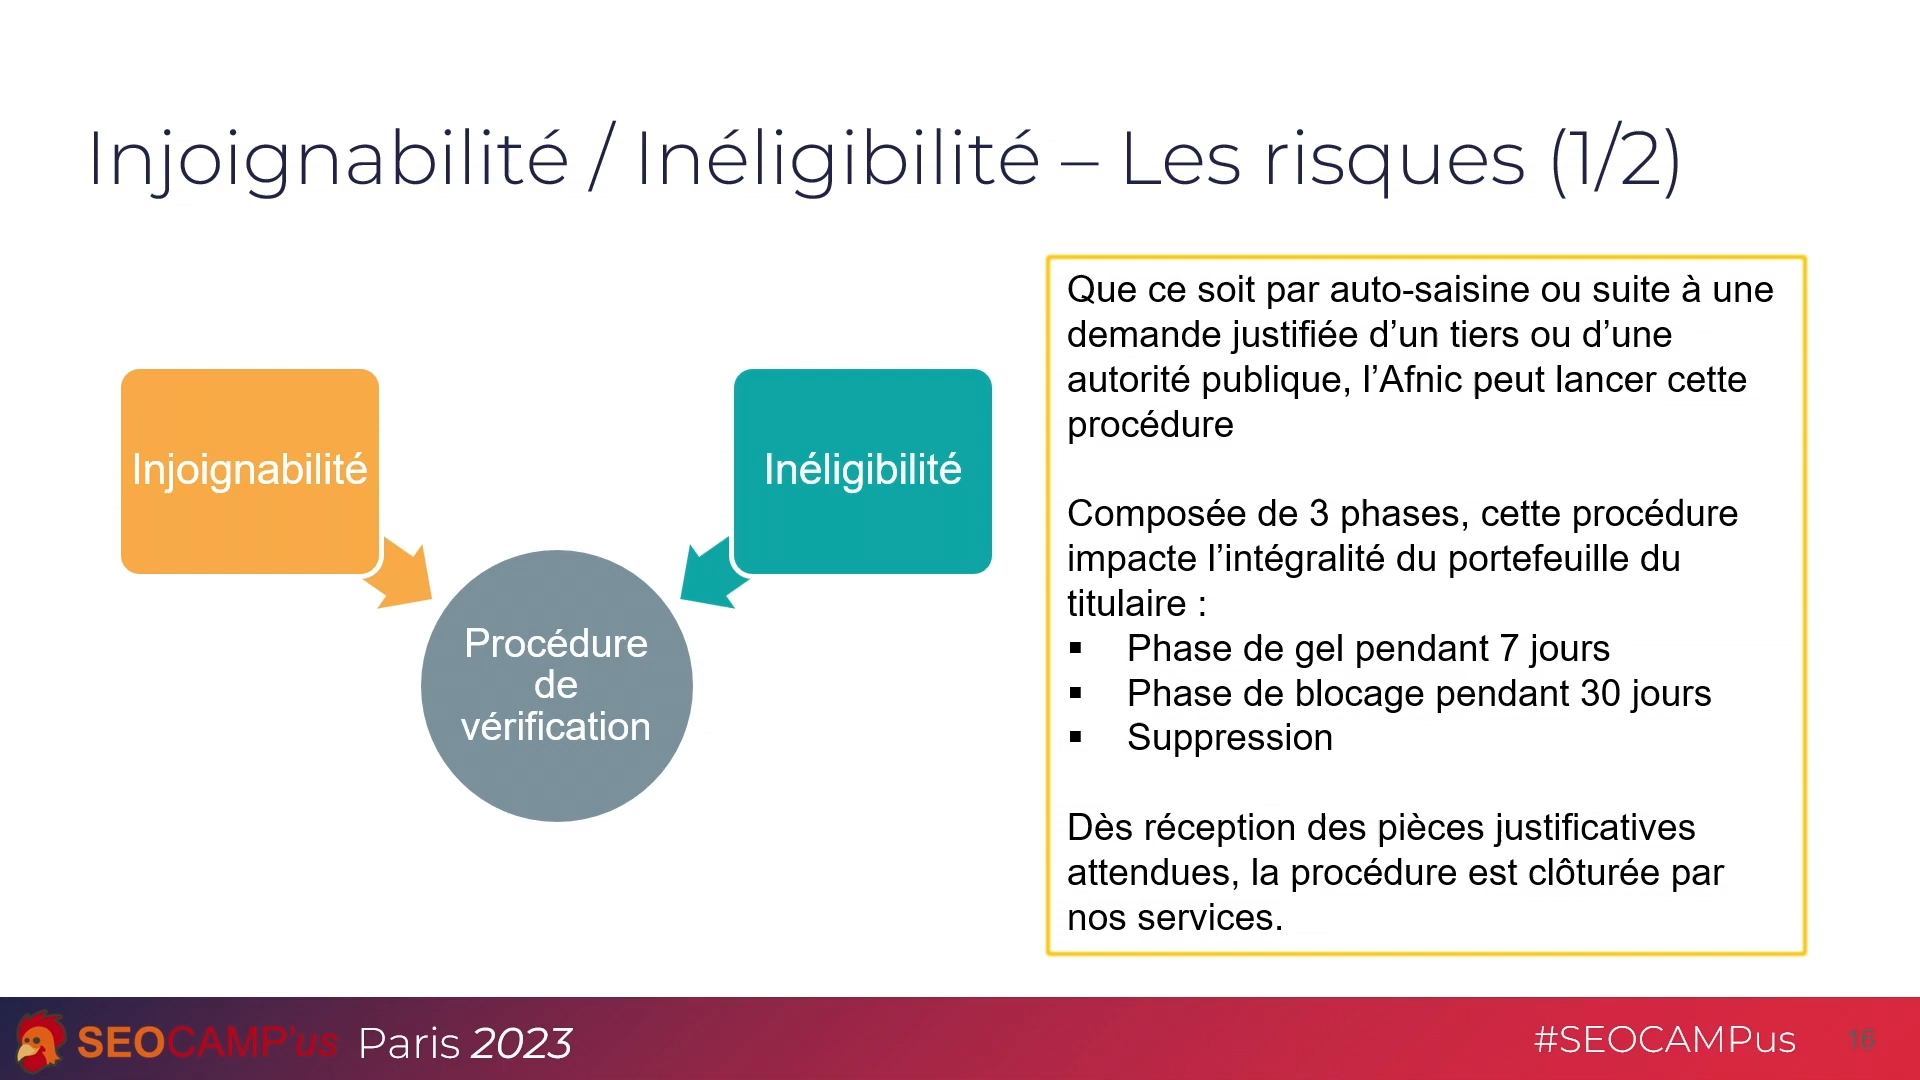 Injoignabilité / Inéligibilité – Les risques (1/2)
Injoignabilité
Inéligibilité
Procédure
de
vérification
Que ce soit par auto-saisine ou suite à une
demande justifiée d’un tiers ou d’une
autorité publique, l’Afnic peut lancer cette
procédure
Composée de 3 phases, cette procédure
impacte l’intégralité du portefeuille du
titulaire :
▪ Phase de gel pendant 7 jours
▪ Phase de blocage pendant 30 jours
▪ Suppression
Dès réception des pièces justificatives
attendues, la procédure est clôturée par
nos services.
SEOCAMP'us Paris 2023
#SEOCAMPus
16